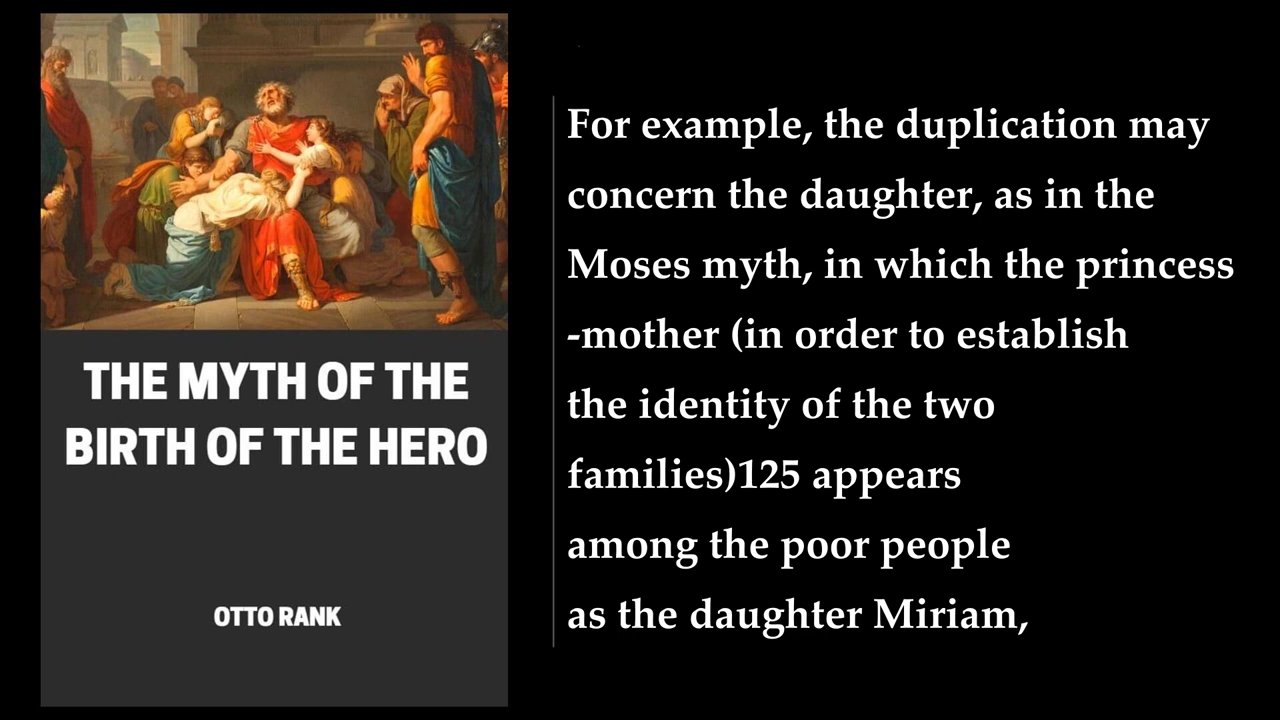 THE MYTH OF THE
BIRTH OF THE HERO
OTTO RANK
For example, the duplication may
concern the daughter, as in the
Moses myth, in which the princess
-mother (in order to establish
the identity of the two
families)125 appears
among the poor people
as the daughter Miriam,